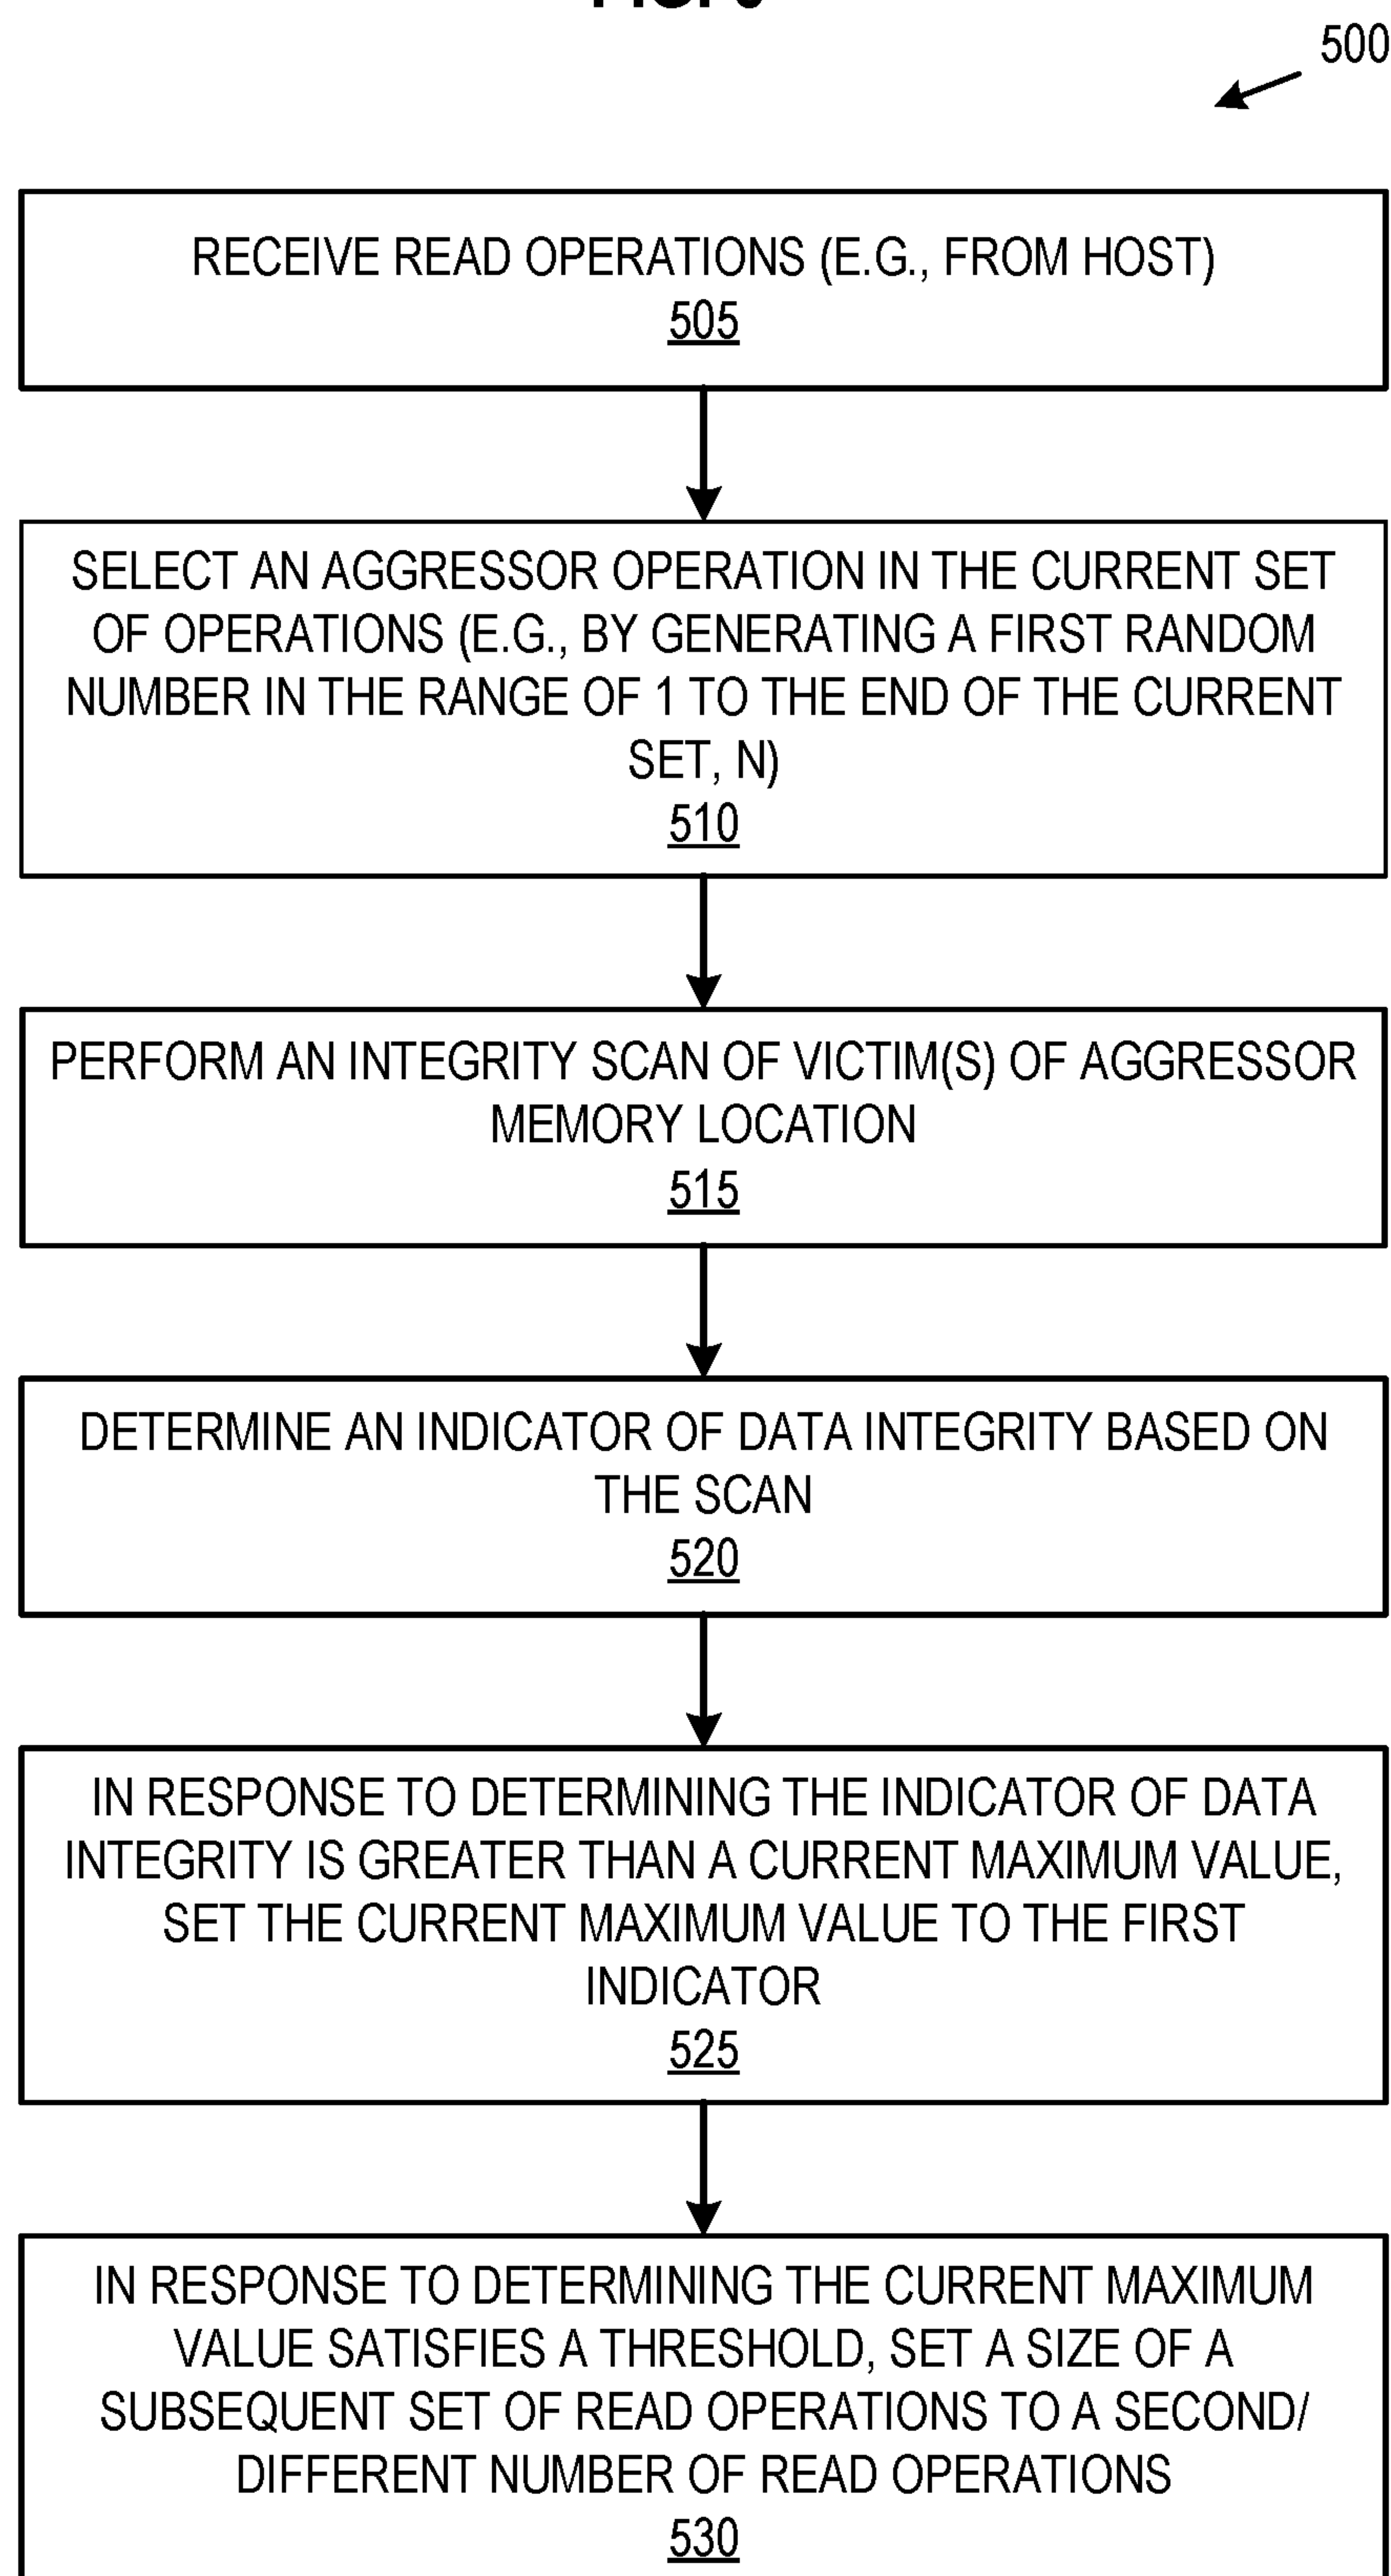 500
RECEIVE READ OPERATIONS (E.G., FROM HOST)
505
SELECT AN AGGRESSOR OPERATION IN THE CURRENT SET
OF OPERATIONS (E.G., BY GENERATING A FIRST RANDOM
NUMBER IN THE RANGE OF 1 TO THE END OF THE CURRENT
SET, N)
510
PERFORM AN INTEGRITY SCAN OF VICTIM(S) OF AGGRESSOR
MEMORY LOCATION
515
DETERMINE AN INDICATOR OF DATA INTEGRITY BASED ON
THE SCAN
520
IN RESPONSE TO DETERMINING THE INDICATOR OF DATA
INTEGRITY IS GREATER THAN A CURRENT MAXIMUM VALUE,
SET THE CURRENT MAXIMUM VALUE TO THE FIRST
INDICATOR
525
IN RESPONSE TO DETERMINING THE CURRENT MAXIMUM
VALUE SATISFIES A THRESHOLD, SET A SIZE OF A
SUBSEQUENT SET OF READ OPERATIONS TO A SECOND/
DIFFERENT NUMBER OF READ OPERATIONS
530